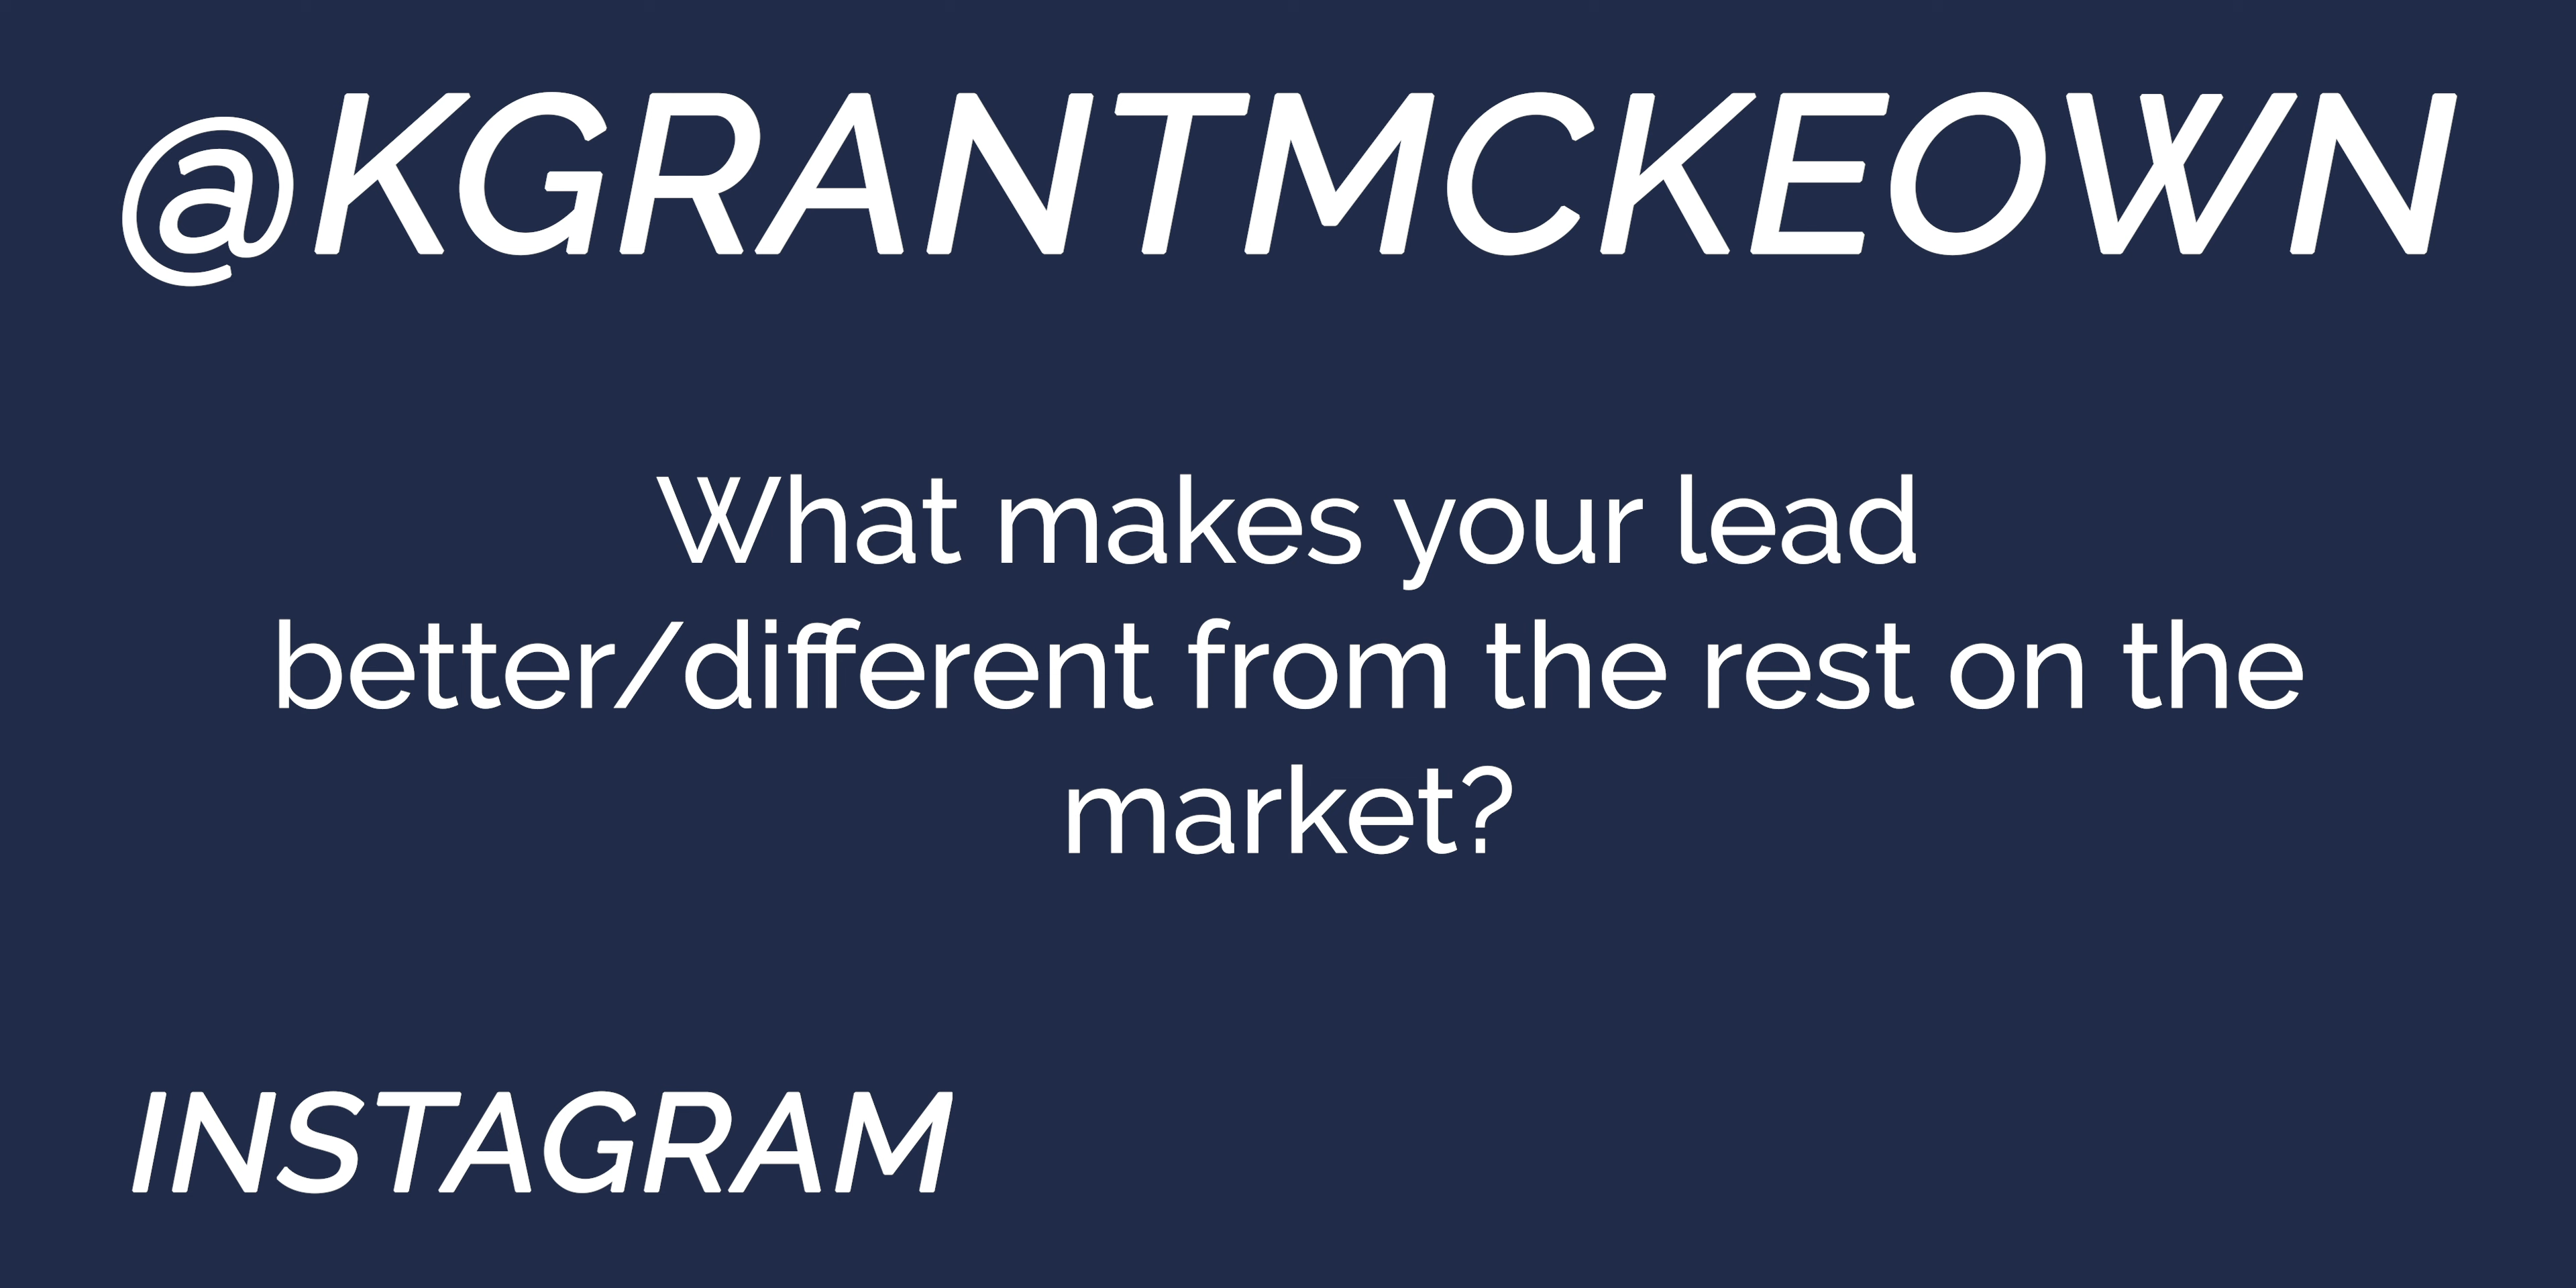 @KGRANTMCKEOWN
What makes your lead
better/different from the rest on the
market?
INSTAGRAM